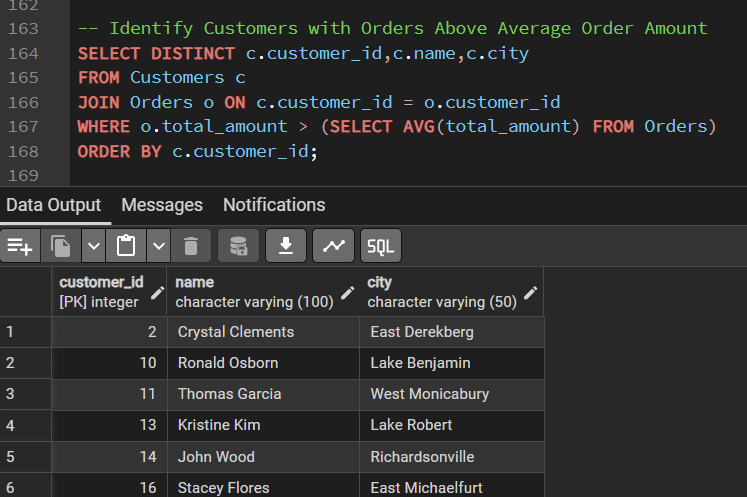 162
163 -- Identify Customers with Orders Above Average Order Amount
164 SELECT DISTINCT c.customer_id,c.name,c.city
165 FROM Customers c
166 JOIN Orders o ON c.customer_id = o.customer_id
167 WHERE o.total_amount > (SELECT AVG(total_amount) FROM Orders)
168 ORDER BY c.customer_id;
169
Data Output Messages Notifications
SQL
customer_id name city
[PK] integer character varying (100) character varying (50)
1 2 Crystal Clements East Derekberg
2 10 Ronald Osborn Lake Benjamin
3 11 Thomas Garcia West Monicabury
4 13 Kristine Kim Lake Robert
5 14 John Wood Richardsonville
6 16 Stacey Flores East Michaelfurt